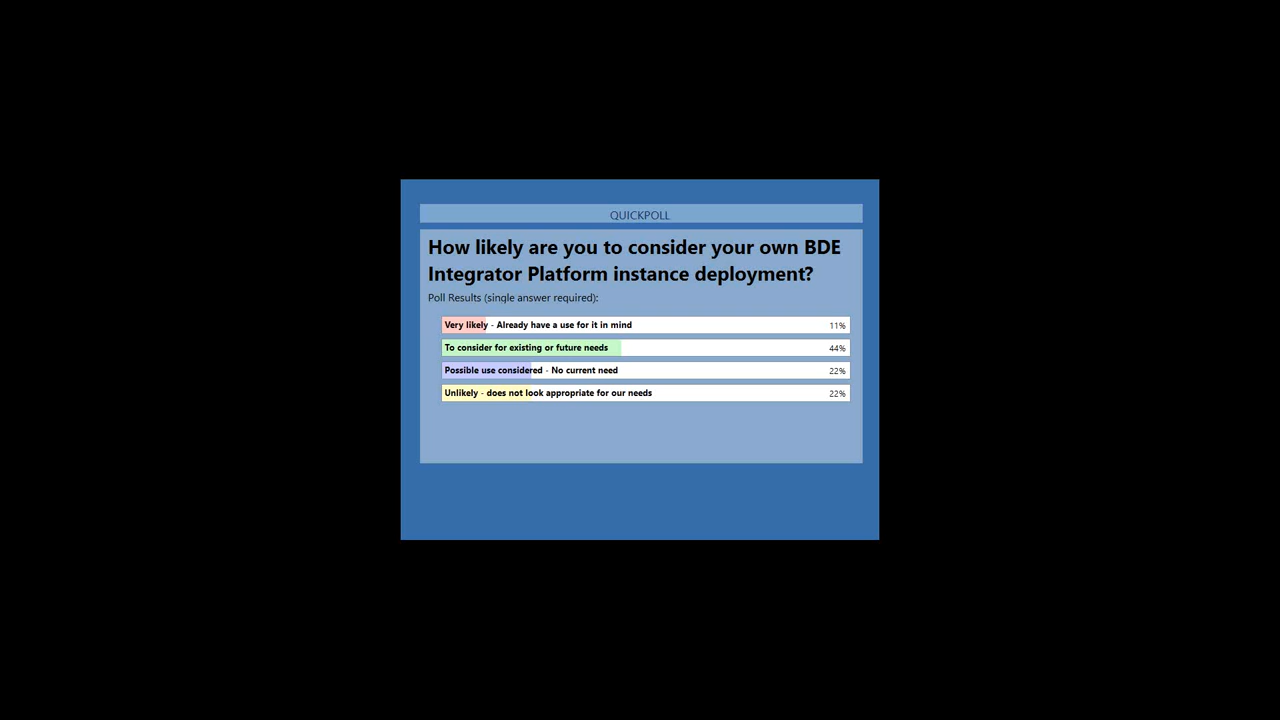 QUICKPOLL
How likely are you to consider your own BDE
Integrator Platform instance deployment?
Poll Results (single answer required):
Very likely - Already have a use for it in mind 11%
To consider for existing or future needs 44%
Possible use considered - No current need 22%
Unlikely - does not look appropriate for our needs 22%